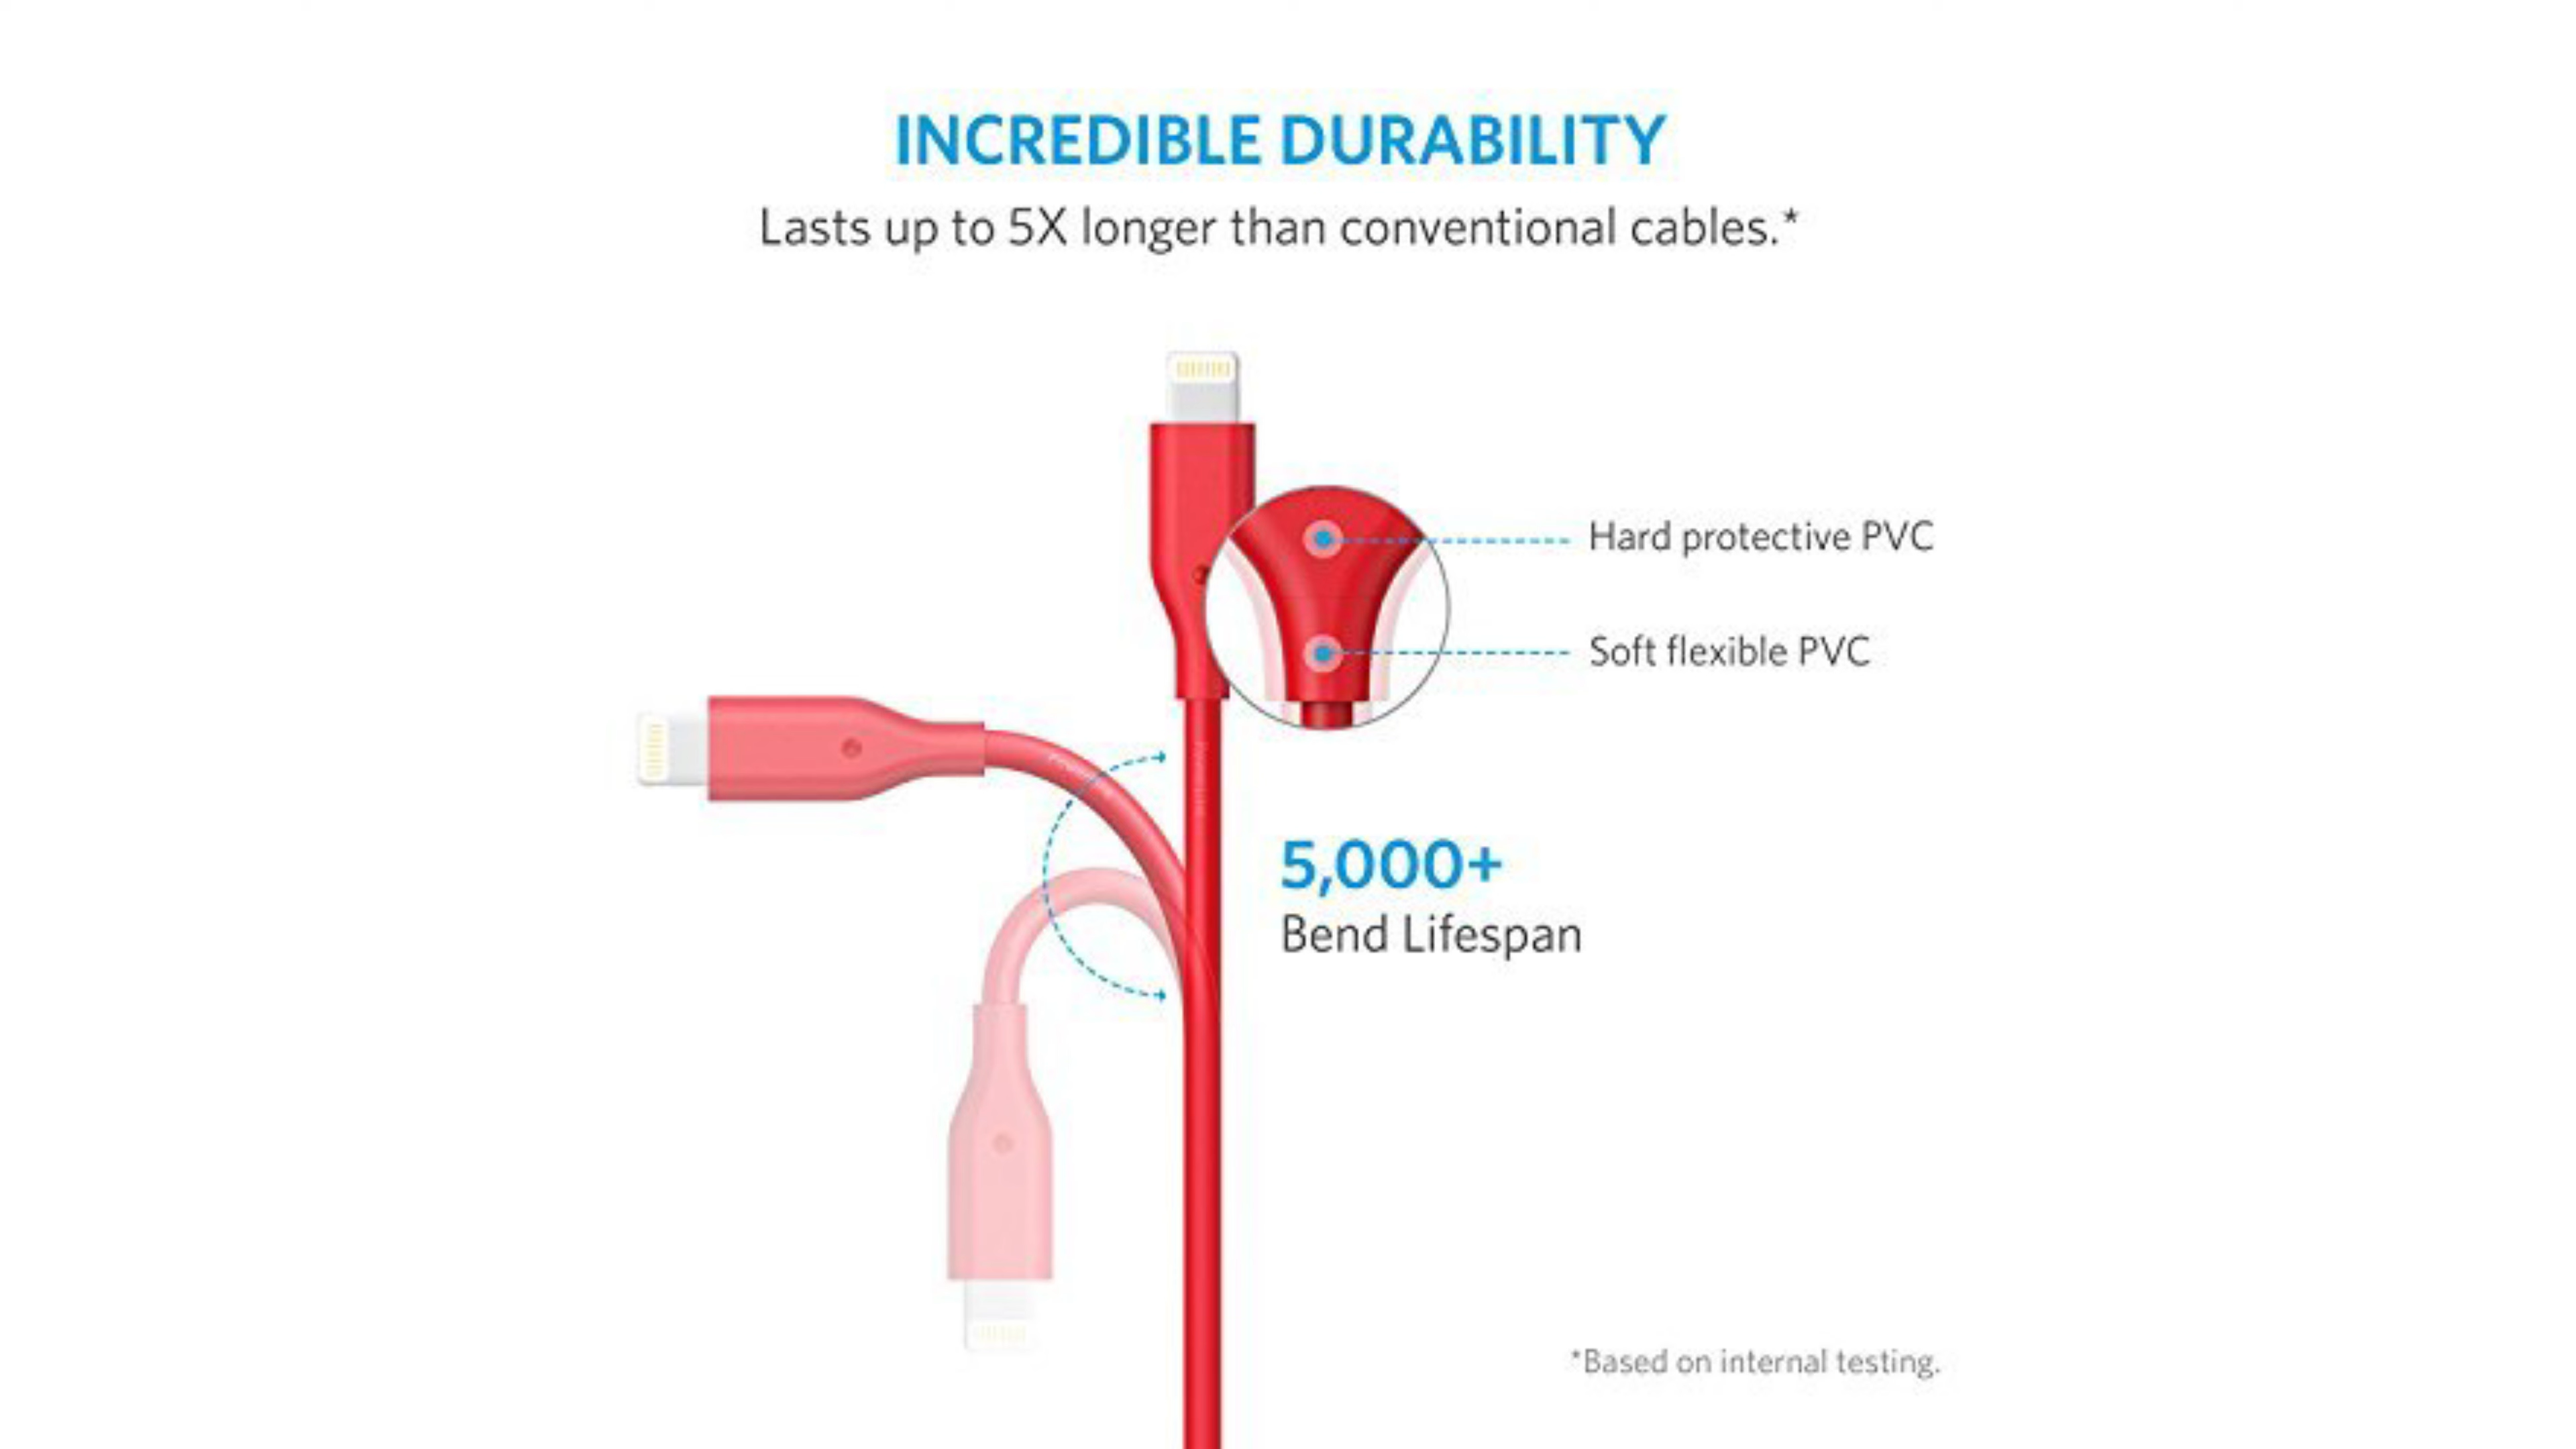 INCREDIBLE DURABILITY
Lasts up to 5X longer than conventional cables.*
Hard protective PVC
Soft flexible PVC
5,000+
Bend Lifespan
*Based on internal testing.